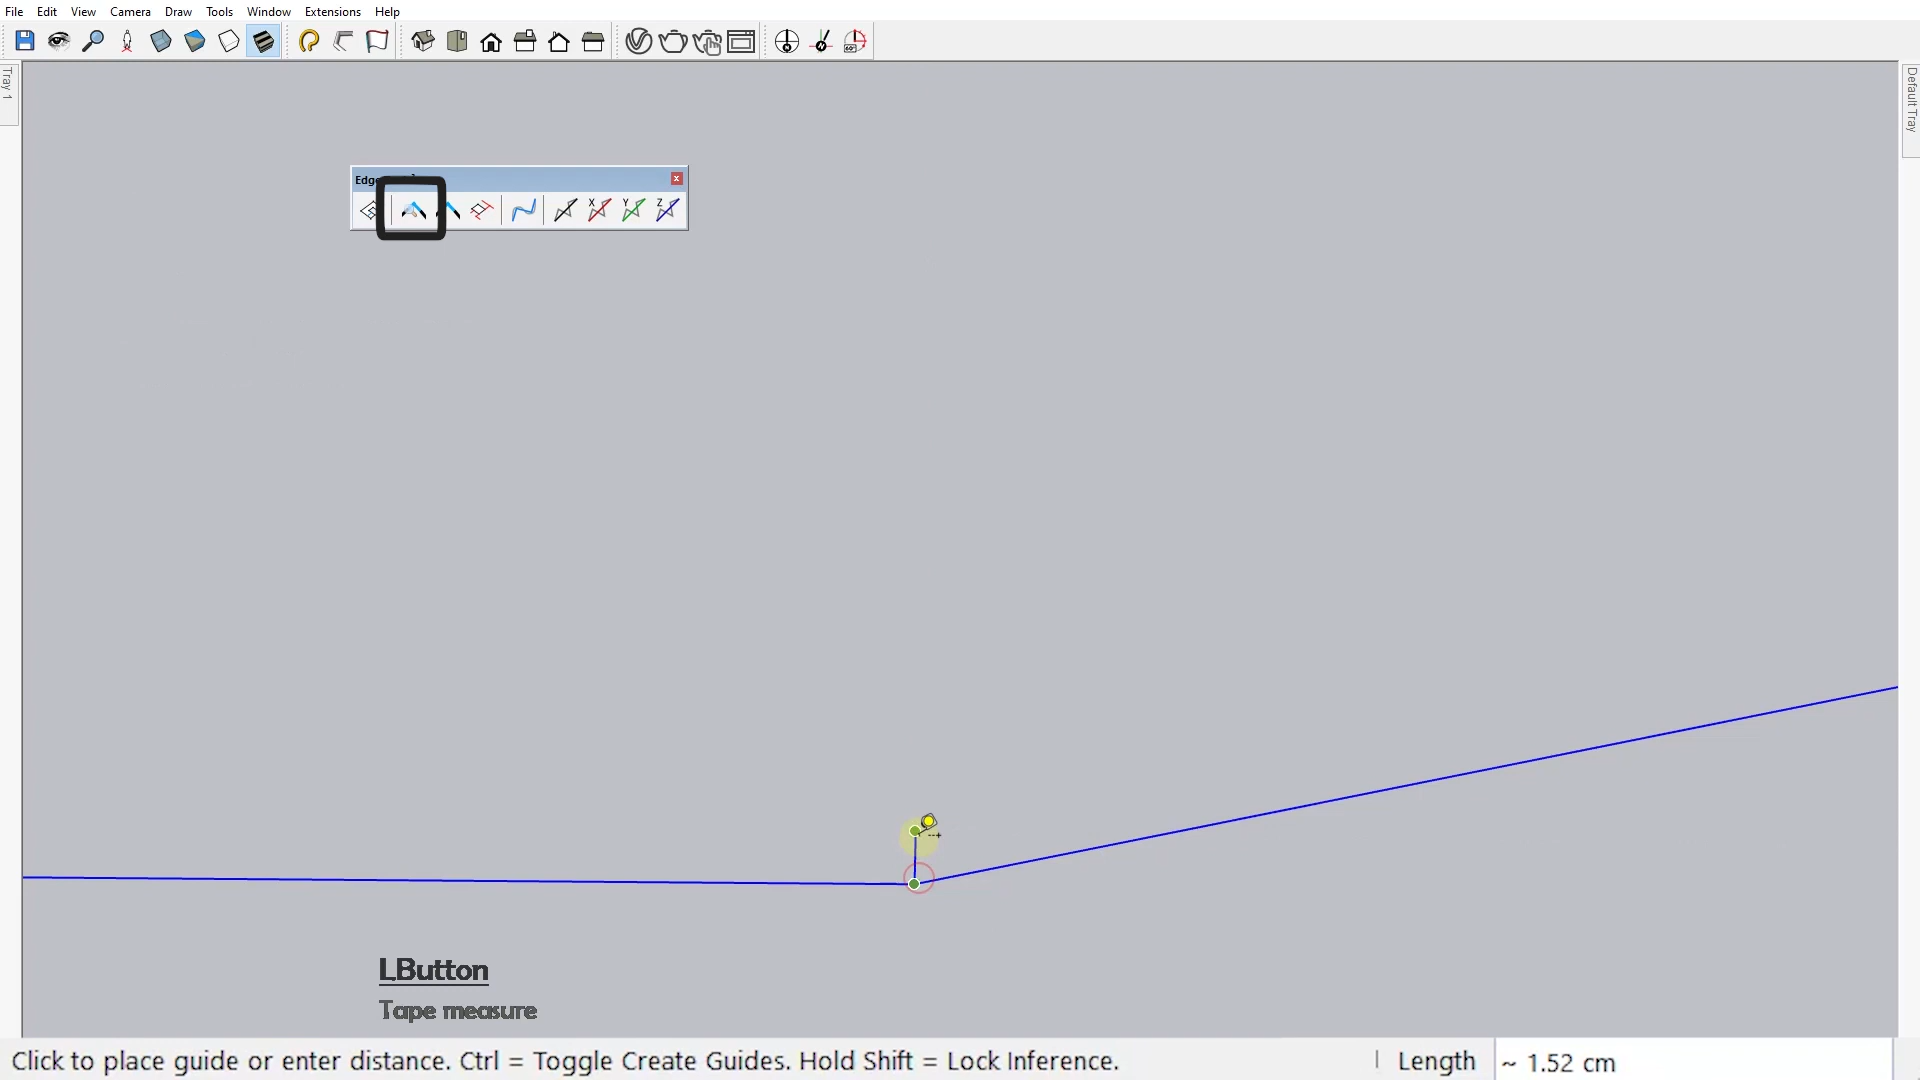 File Edit View Camera Draw Tools Window Extensions Help
Tray 1
Default Tray
X Y Z
LButton
Tape measure
Click to place guide or enter distance. Ctrl = Toggle Create Guides. Hold Shift = Lock Inference.
Length ~ 1.52 cm